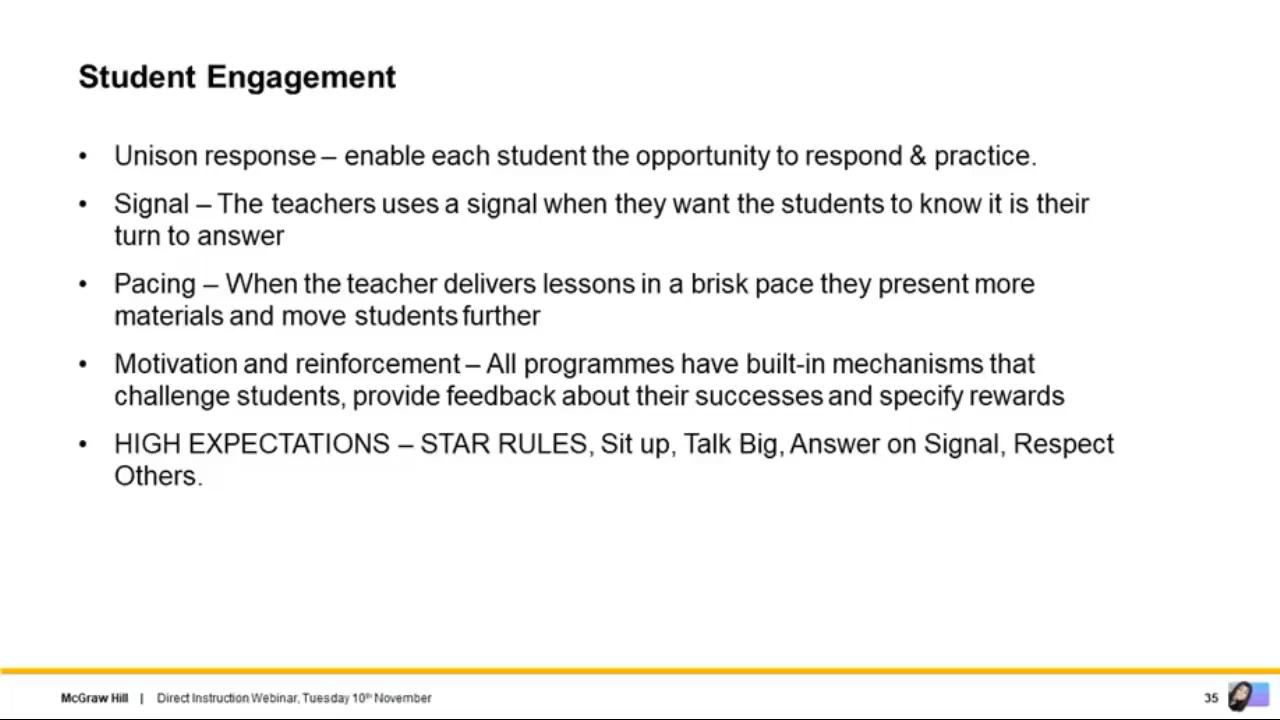 Student Engagement
• Unison response – enable each student the opportunity to respond & practice.
• Signal – The teachers uses a signal when they want the students to know it is their
turn to answer
• Pacing – When the teacher delivers lessons in a brisk pace they present more
materials and move students further
• Motivation and reinforcement – All programmes have built-in mechanisms that
challenge students, provide feedback about their successes and specify rewards
• HIGH EXPECTATIONS – STAR RULES, Sit up, Talk Big, Answer on Signal, Respect
Others.
McGraw Hill | Direct Instruction Webinar, Tuesday 10th November 35